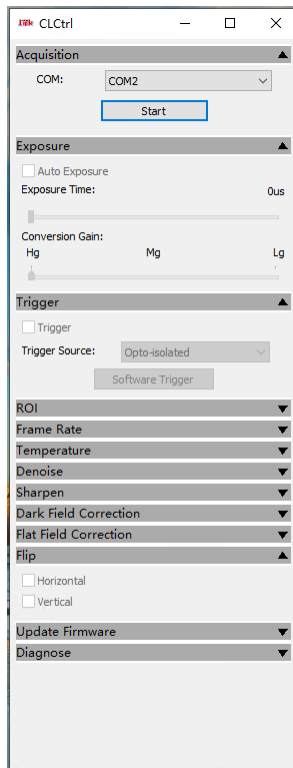 CLCtrl
Acquisition
COM: COM2
Start
Exposure
Auto Exposure
Exposure Time: 0us
Conversion Gain:
Hg Mg Lg
Trigger
Trigger
Trigger Source: Opto-isolated
Software Trigger
ROI
Frame Rate
Temperature
Denoise
Sharpen
Dark Field Correction
Flat Field Correction
Flip
Horizontal
Vertical
Update Firmware
Diagnose